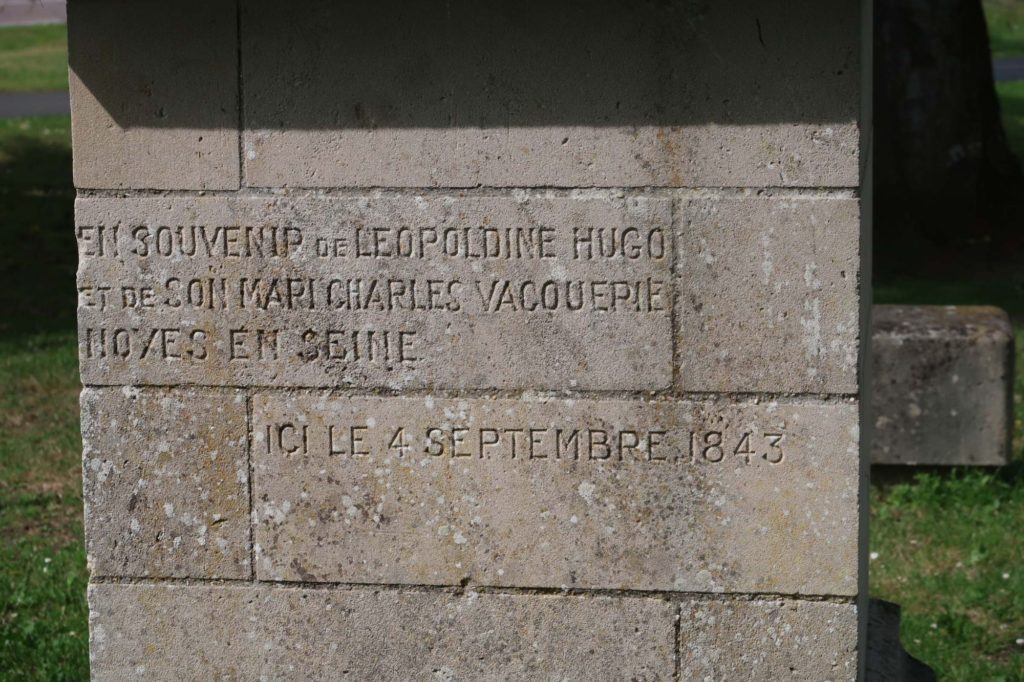 EN SOUVENIR DE LEOPOLDINE HUGO
ET DE SON MARI CHARLES VACQUERIE
NOYES EN SEINE
ICI LE 4 SEPTEMBRE 1843